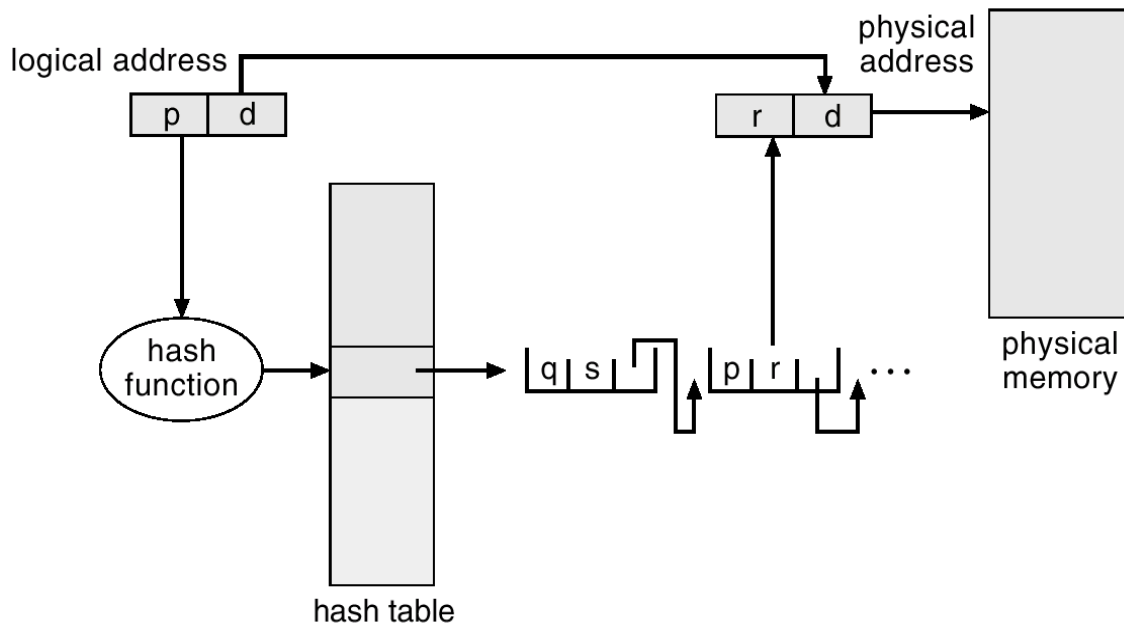 logical address
physical
address
p d
r d
hash
function
q s
p r
...
physical
memory
hash table